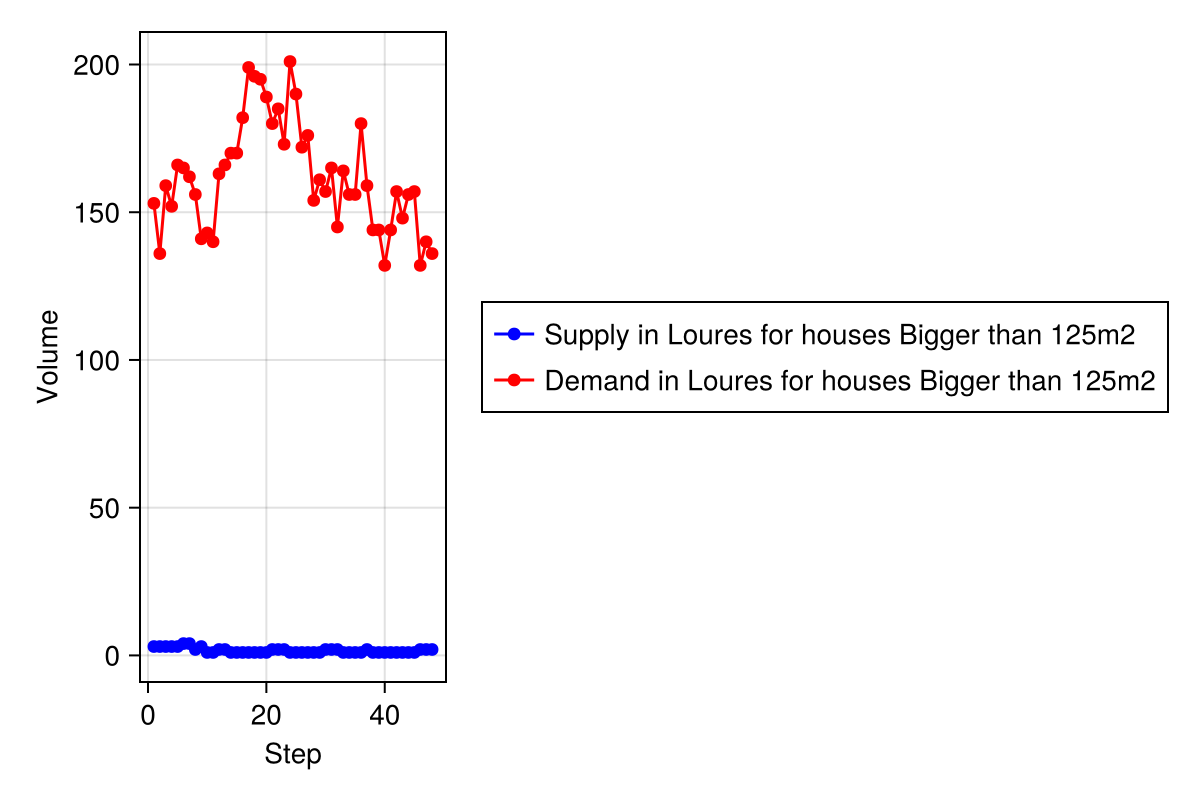 200
150
100
50
0
Volume
0 20 40
Step
Supply in Loures for houses Bigger than 125m2
Demand in Loures for houses Bigger than 125m2